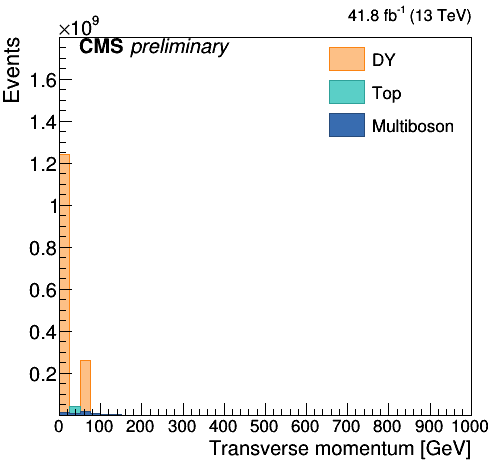 41.8 fb⁻¹ (13 TeV)
×10⁹
CMS preliminary
Events
DY
Top
Multiboson
1.6
1.4
1.2
1
0.8
0.6
0.4
0.2
0 100 200 300 400 500 600 700 800 900 1000
Transverse momentum [GeV]